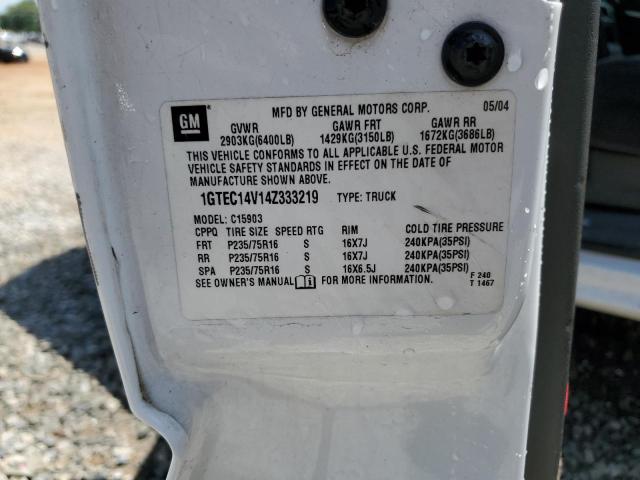 GM
MFD BY GENERAL MOTORS CORP. 05/04
GVWR GAWR FRT GAWR RR
2903KG(6400LB) 1429KG(3150LB) 1672KG(3686LB)
THIS VEHICLE CONFORMS TO ALL APPLICABLE U.S. FEDERAL MOTOR
VEHICLE SAFETY STANDARDS IN EFFECT ON THE DATE OF
MANUFACTURE SHOWN ABOVE.
1GTEC14V14Z333219 TYPE: TRUCK
MODEL: C15903
CPPQ TIRE SIZE SPEED RTG RIM COLD TIRE PRESSURE
FRT P235/75R16 S 16X7J 240KPA(35PSI)
RR P235/75R16 S 16X7J 240KPA(35PSI)
SPA P235/75R16 S 16X6.5J 240KPA(35PSI)
SEE OWNER'S MANUAL FOR MORE INFORMATION.
F 240
T 1467